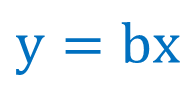 y = bx